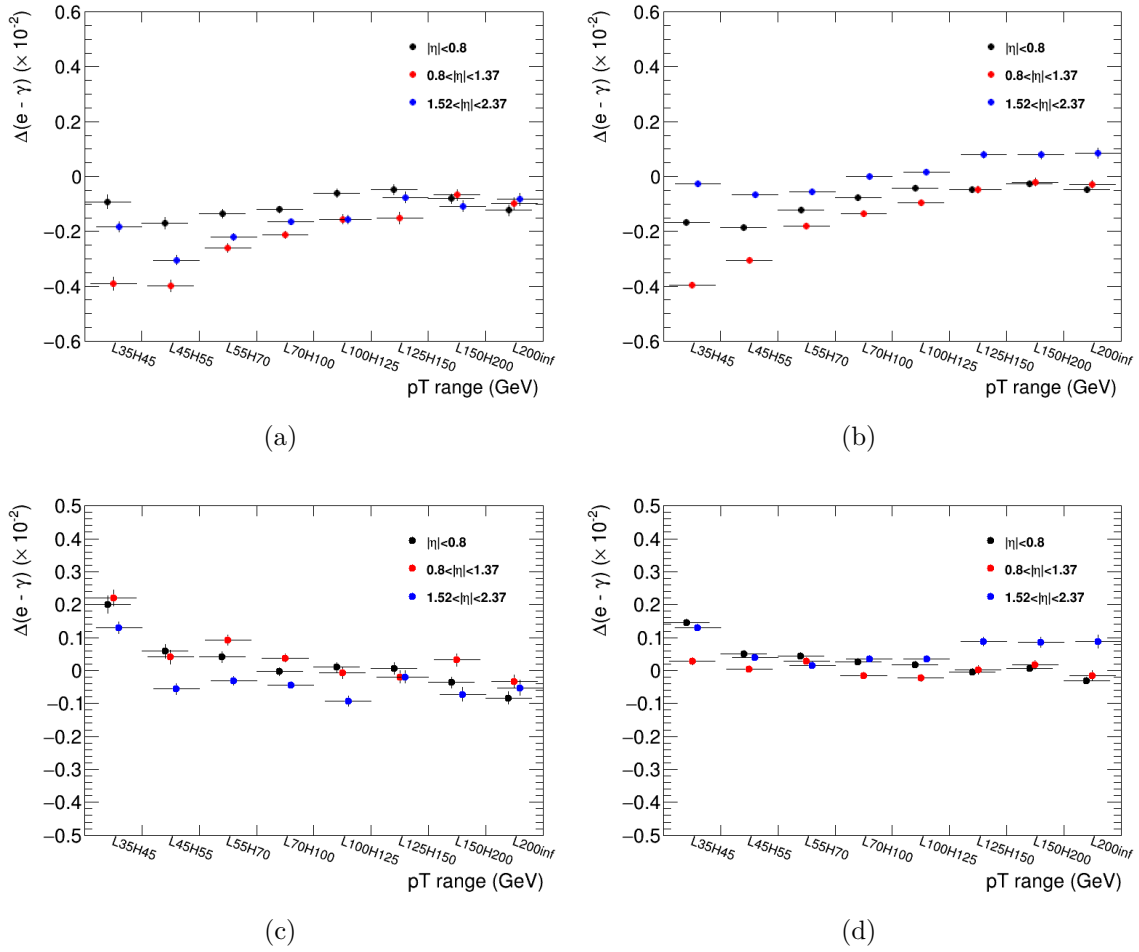 Δ(e - γ) (× 10⁻²)
0.6
0.4
0.2
0
−0.2
−0.4
−0.6
|η|<0.8
0.8<|η|<1.37
1.52<|η|<2.37
L35H45
L45H55
L55H70
L70H100
L100H125
L125H150
L150H200
L200inf
pT range (GeV)
(a)
Δ(e - γ) (× 10⁻²)
0.6
0.4
0.2
0
−0.2
−0.4
−0.6
|η|<0.8
0.8<|η|<1.37
1.52<|η|<2.37
L35H45
L45H55
L55H70
L70H100
L100H125
L125H150
L150H200
L200inf
pT range (GeV)
(b)
Δ(e - γ) (× 10⁻²)
0.5
0.4
0.3
0.2
0.1
0
−0.1
−0.2
−0.3
−0.4
−0.5
|η|<0.8
0.8<|η|<1.37
1.52<|η|<2.37
L35H45
L45H55
L55H70
L70H100
L100H125
L125H150
L150H200
L200inf
pT range (GeV)
(c)
Δ(e - γ) (× 10⁻²)
0.5
0.4
0.3
0.2
0.1
0
−0.1
−0.2
−0.3
−0.4
−0.5
|η|<0.8
0.8<|η|<1.37
1.52<|η|<2.37
L35H45
L45H55
L55H70
L70H100
L100H125
L125H150
L150H200
L200inf
pT range (GeV)
(d)